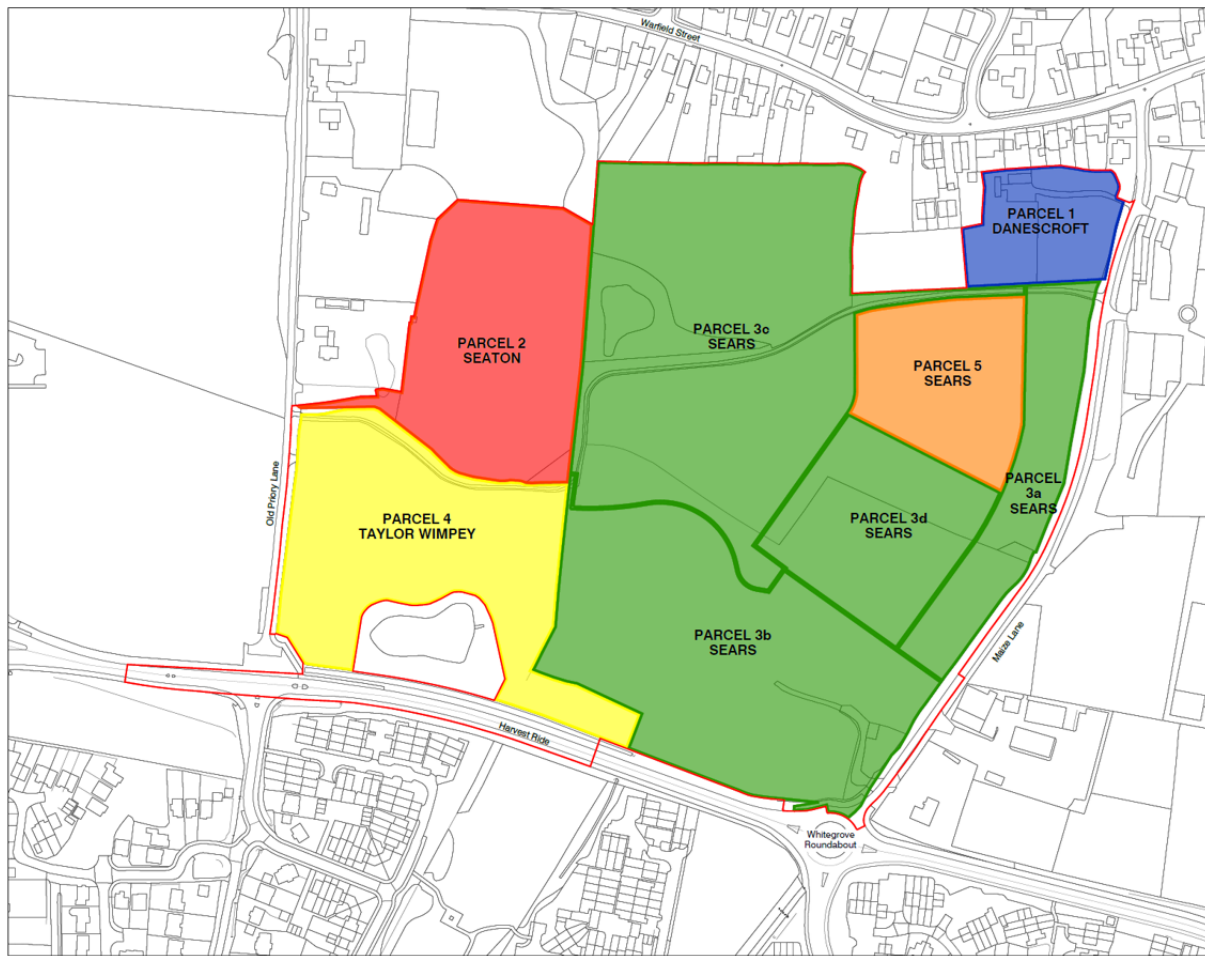 Warfield Street
PARCEL 1
DANESCROFT
PARCEL 3c
SEARS
PARCEL 2
SEATON
PARCEL 5
SEARS
PARCEL
3a
SEARS
Old Priory Lane
PARCEL 4
TAYLOR WIMPEY
PARCEL 3d
SEARS
PARCEL 3b
SEARS
Maize Lane
Harvest Ride
Whitegrove
Roundabout